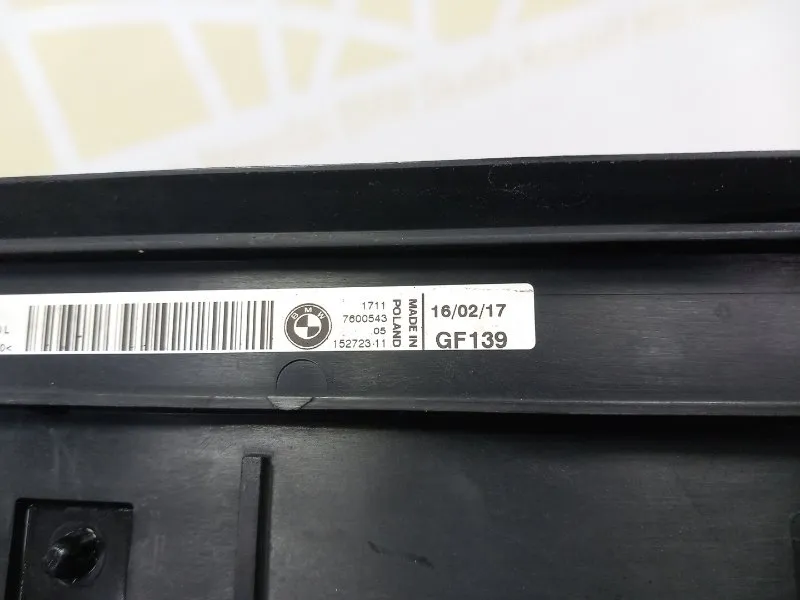 BMW
1711
7600543
05
152723-11
MADE IN
POLAND
16/02/17
GF139